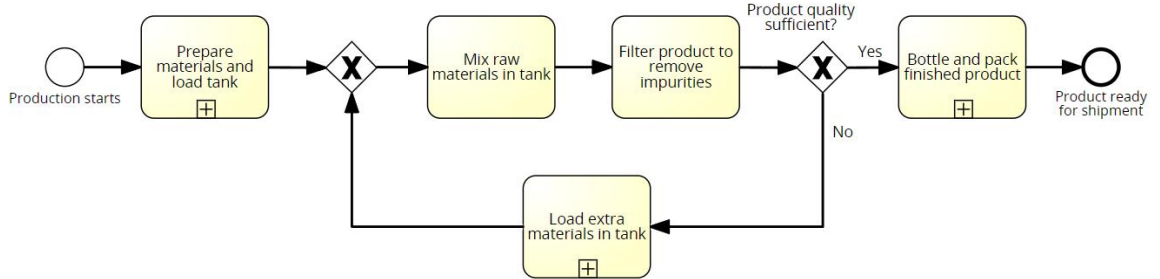 Production starts
Prepare
materials and
load tank
Mix raw
materials in tank
Filter product to
remove
impurities
Product quality
sufficient?
Yes
No
Bottle and pack
finished product
Product ready
for shipment
Load extra
materials in tank